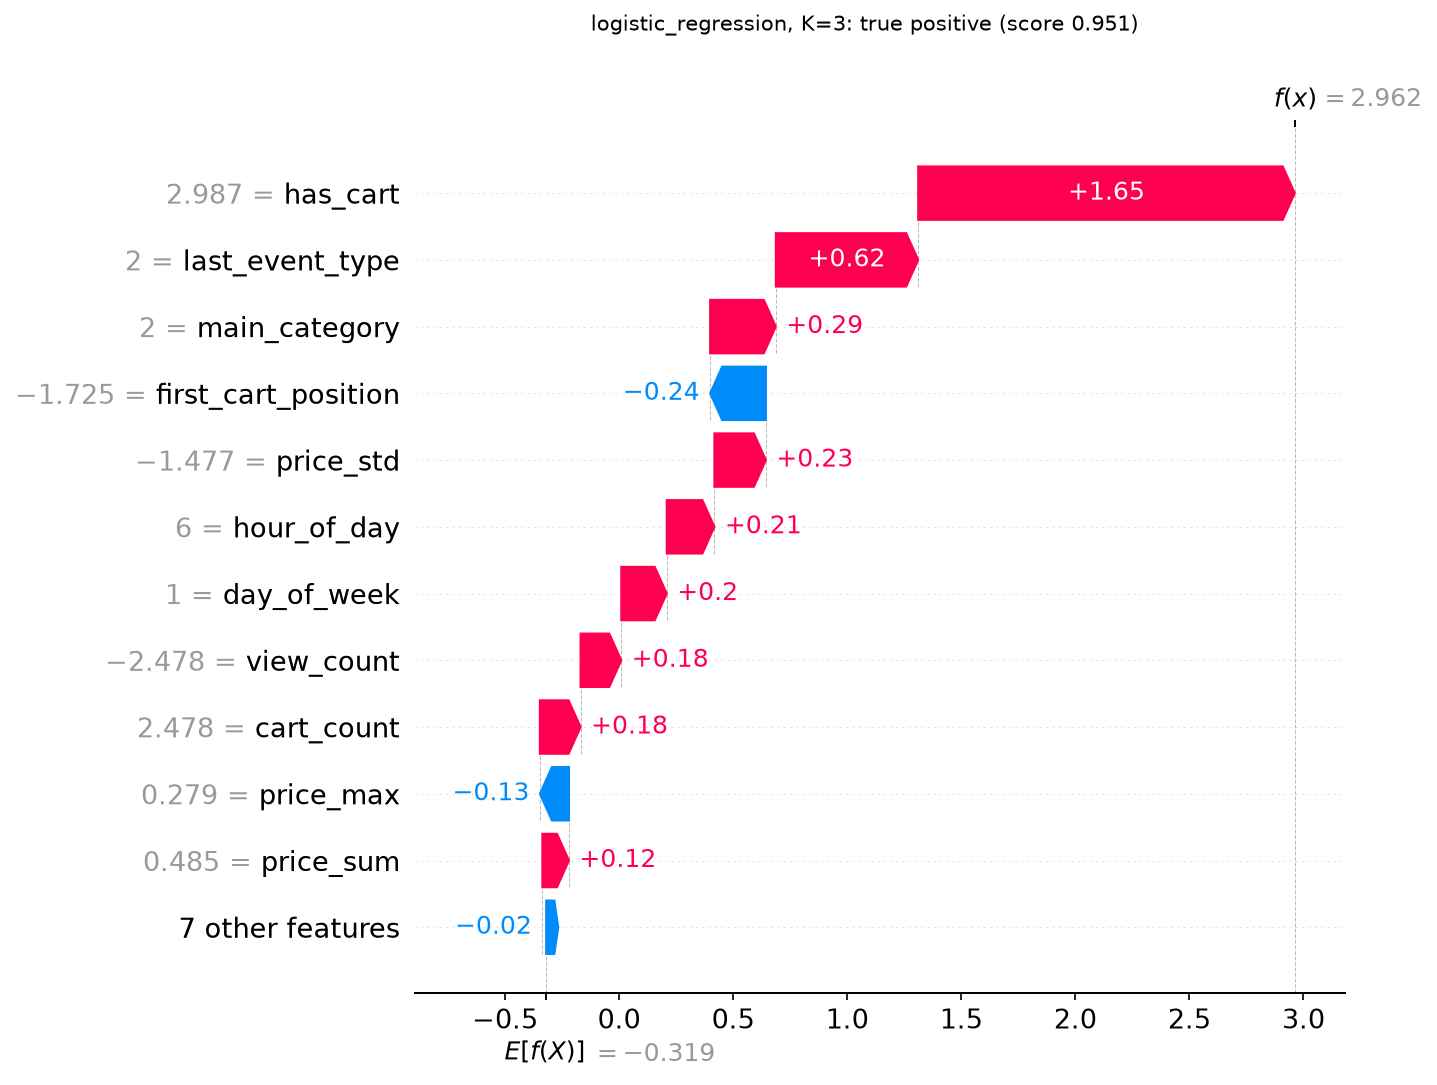 logistic_regression, K=3: true positive (score 0.951)
f(x) = 2.962
2.987 = has_cart +1.65
2 = last_event_type +0.62
2 = main_category +0.29
−1.725 = first_cart_position −0.24
−1.477 = price_std +0.23
6 = hour_of_day +0.21
1 = day_of_week +0.2
−2.478 = view_count +0.18
2.478 = cart_count +0.18
0.279 = price_max −0.13
0.485 = price_sum +0.12
7 other features −0.02
−0.5 0.0 0.5 1.0 1.5 2.0 2.5 3.0
E[f(X)] = −0.319